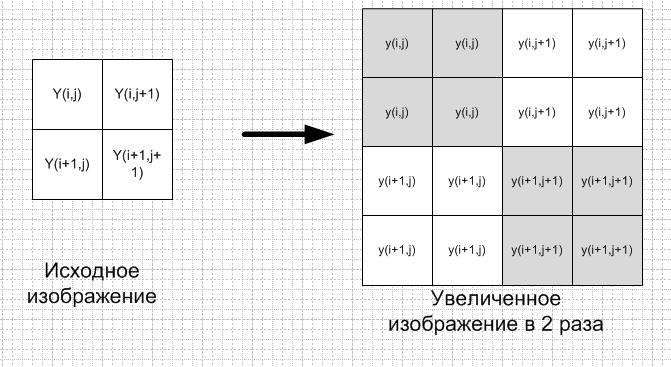 Y(i,j) Y(i,j+1)
Y(i+1,j) Y(i+1,j+
1)
Исходное
изображение
y(i,j) y(i,j) y(i,j+1) y(i,j+1)
y(i,j) y(i,j) y(i,j+1) y(i,j+1)
y(i+1,j) y(i+1,j) y(i+1,j+1) y(i+1,j+1)
y(i+1,j) y(i+1,j) y(i+1,j+1) y(i+1,j+1)
Увеличенное
изображение в 2 раза